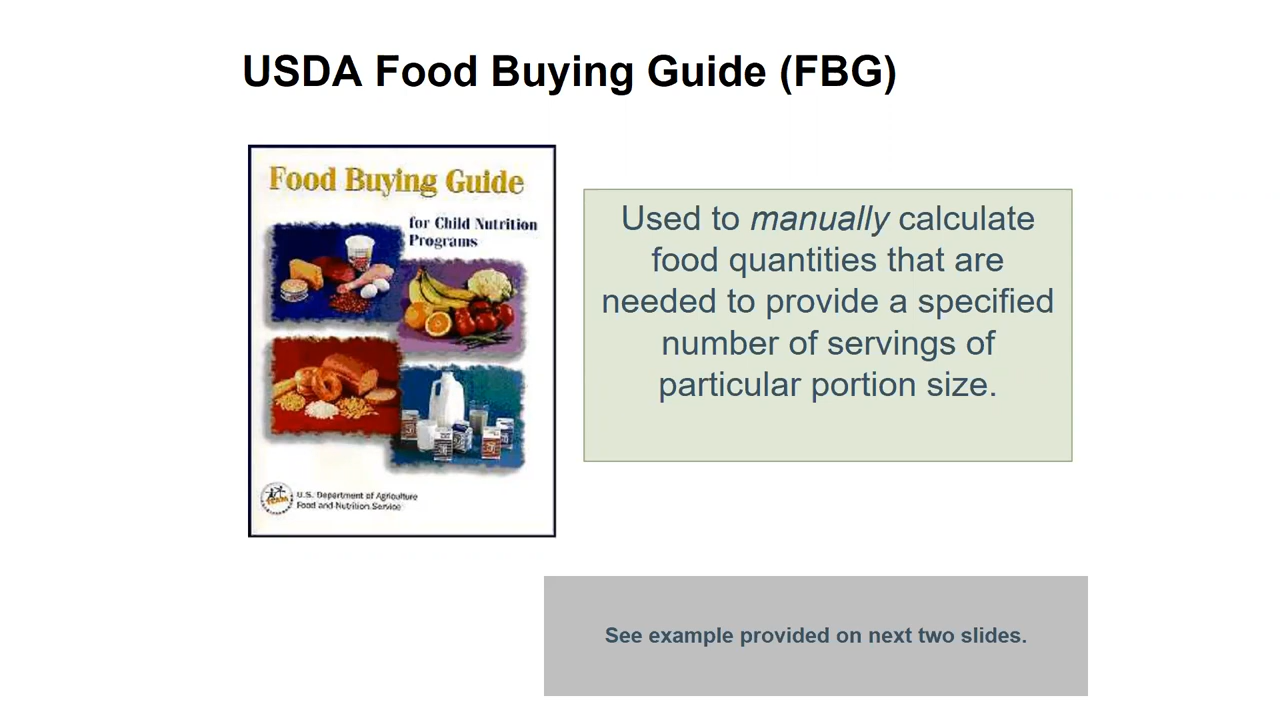 USDA Food Buying Guide (FBG)
Food Buying Guide
for Child Nutrition
Programs
U.S. Department of Agriculture
Food and Nutrition Service
Used to manually calculate
food quantities that are
needed to provide a specified
number of servings of
particular portion size.
See example provided on next two slides.